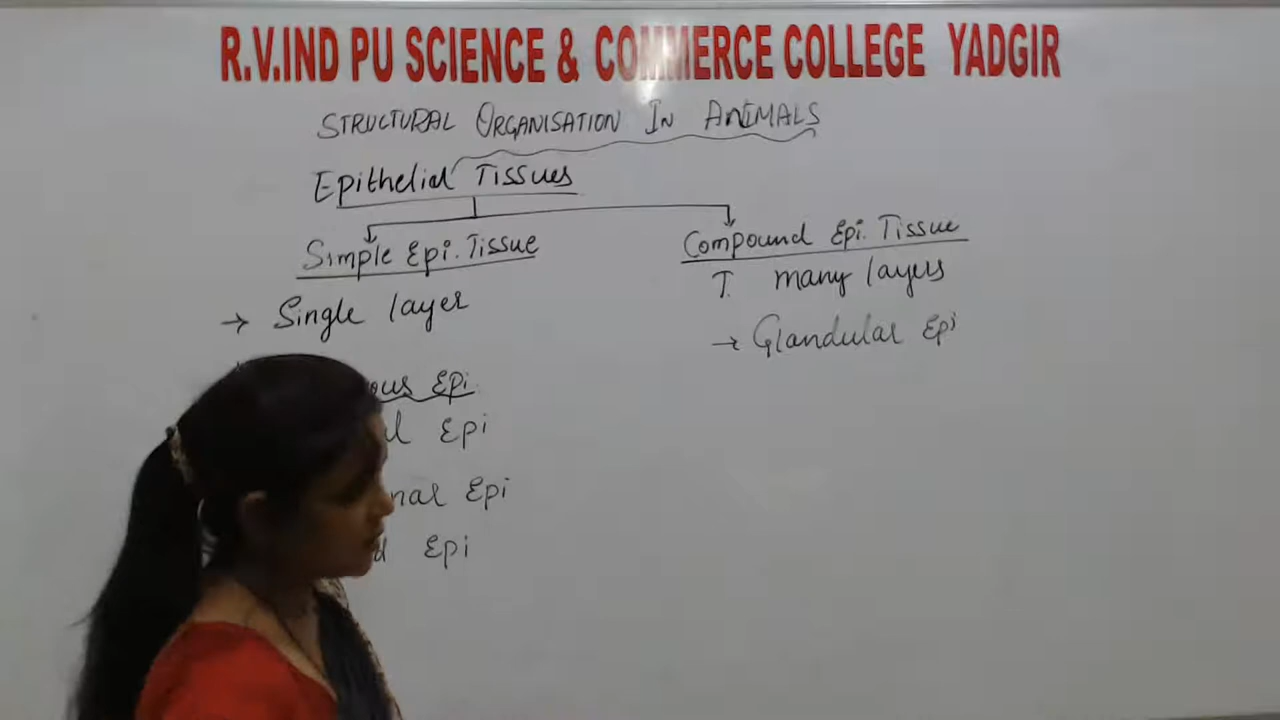 R.V.IND PU SCIENCE & COMMERCE COLLEGE YADGIR
STRUCTURAL ORGANISATION IN ANIMALS
Epithelial Tissues
Simple Epi. Tissue
→ Single layer
Epi
Epi
Epi
Epi
Compound Epi. Tissue
T. many layers
→ Glandular Epi